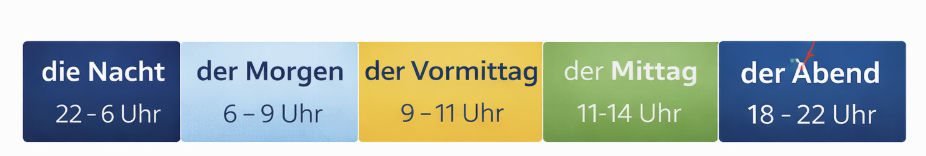 die Nacht
22 – 6 Uhr
der Morgen
6 – 9 Uhr
der Vormittag
9 – 11 Uhr
der Mittag
11-14 Uhr
der Abend
18 – 22 Uhr